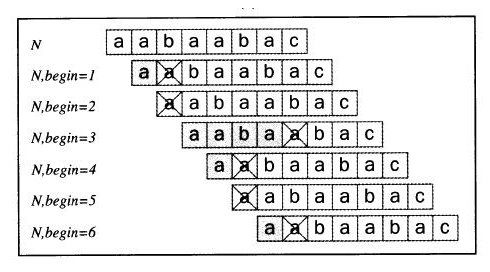 N a a b a a b a c
N,begin=1 a a b a a b a c
N,begin=2 a a b a a b a c
N,begin=3 a a b a a b a c
N,begin=4 a a b a a b a c
N,begin=5 a a b a a b a c
N,begin=6 a a b a a b a c